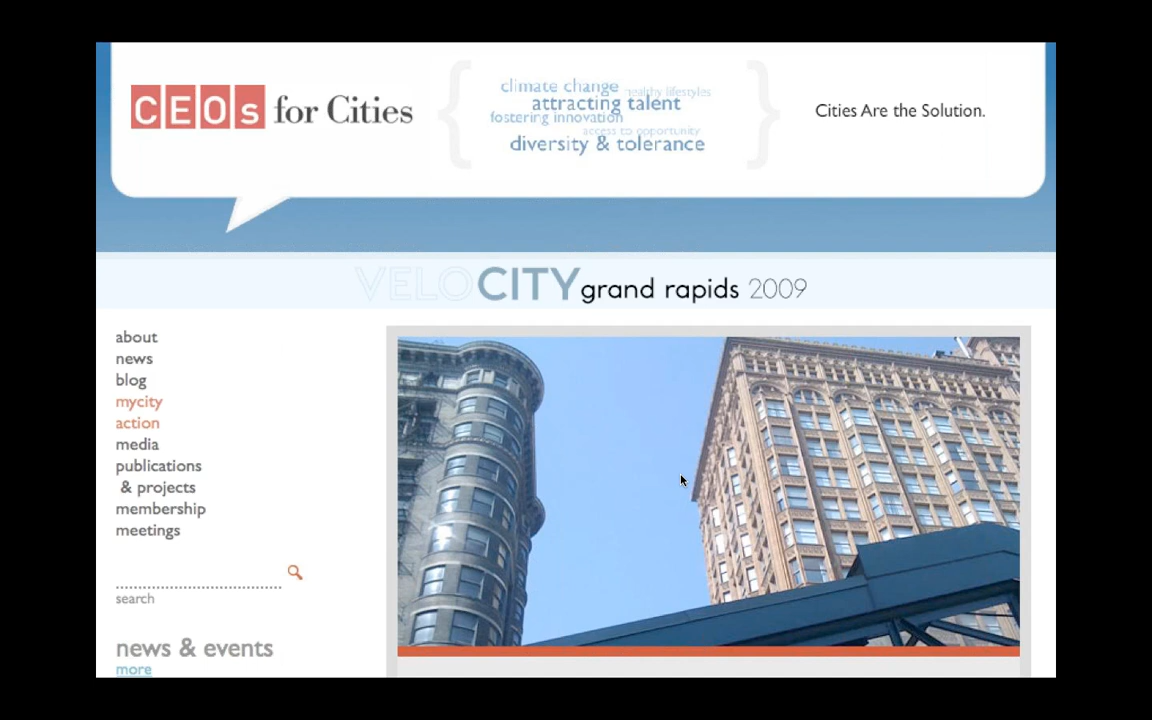 CEOs for Cities
climate change
healthy lifestyles
attracting talent
fostering innovation
access to opportunity
diversity & tolerance
Cities Are the Solution.
VELOCITY grand rapids 2009
about
news
blog
mycity
action
media
publications
& projects
membership
meetings
search
news & events
more